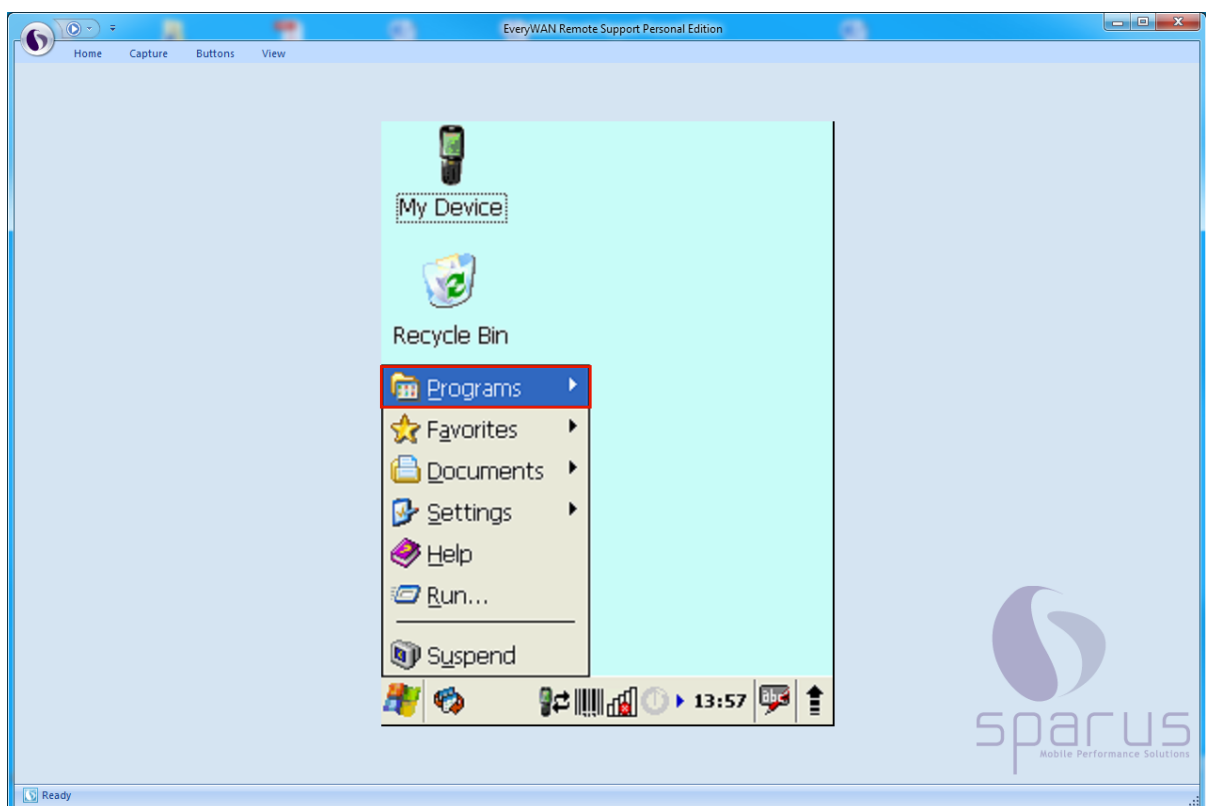 EveryWAN Remote Support Personal Edition
Home Capture Buttons View
My Device
Recycle Bin
Programs
Favorites
Documents
Settings
Help
Run...
Suspend
13:57
abc
sparus
Mobile Performance Solutions
Ready